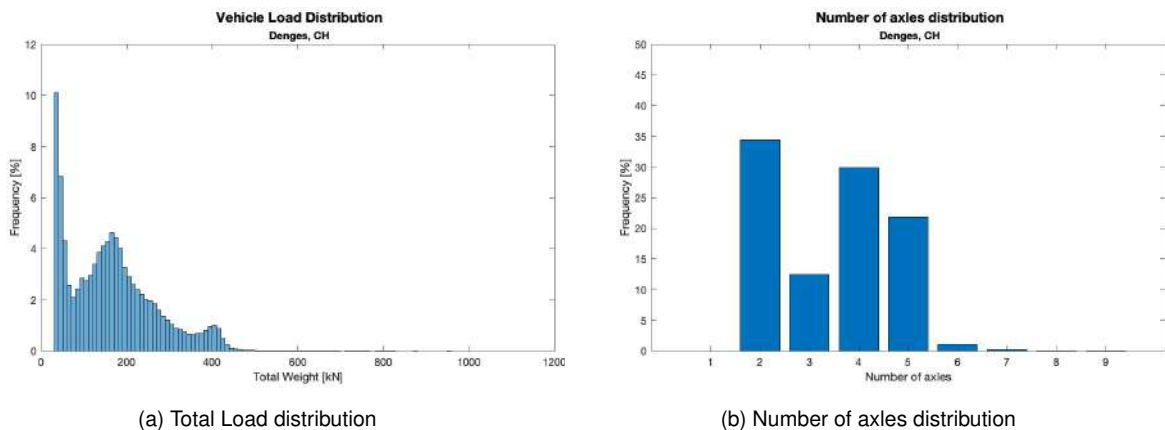 Vehicle Load Distribution
Denges, CH
Frequency [%]
12
10
8
6
4
2
0
0 200 400 600 800 1000 1200
Total Weight [kN]
(a) Total Load distribution
Number of axles distribution
Denges, CH
Frequency [%]
50
45
40
35
30
25
20
15
10
5
0
1 2 3 4 5 6 7 8 9
Number of axles
(b) Number of axles distribution